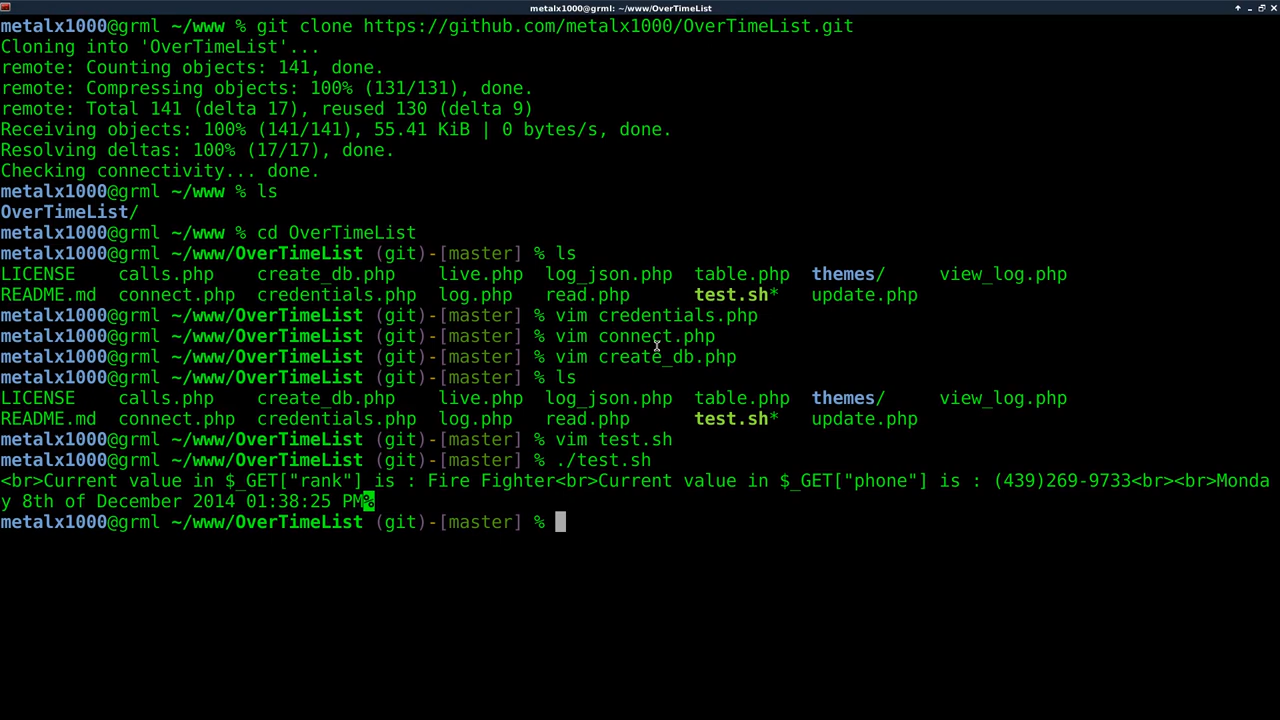 metalx1000@grml: ~/www/OverTimeList
metalx1000@grml ~/www % git clone https://github.com/metalx1000/OverTimeList.git
Cloning into 'OverTimeList'...
remote: Counting objects: 141, done.
remote: Compressing objects: 100% (131/131), done.
remote: Total 141 (delta 17), reused 130 (delta 9)
Receiving objects: 100% (141/141), 55.41 KiB | 0 bytes/s, done.
Resolving deltas: 100% (17/17), done.
Checking connectivity... done.
metalx1000@grml ~/www % ls
OverTimeList/
metalx1000@grml ~/www % cd OverTimeList
metalx1000@grml ~/www/OverTimeList (git)-[master] % ls
LICENSE calls.php create_db.php live.php log_json.php table.php themes/ view_log.php
README.md connect.php credentials.php log.php read.php test.sh* update.php
metalx1000@grml ~/www/OverTimeList (git)-[master] % vim credentials.php
metalx1000@grml ~/www/OverTimeList (git)-[master] % vim connect.php
metalx1000@grml ~/www/OverTimeList (git)-[master] % vim create_db.php
metalx1000@grml ~/www/OverTimeList (git)-[master] % ls
LICENSE calls.php create_db.php live.php log_json.php table.php themes/ view_log.php
README.md connect.php credentials.php log.php read.php test.sh* update.php
metalx1000@grml ~/www/OverTimeList (git)-[master] % vim test.sh
metalx1000@grml ~/www/OverTimeList (git)-[master] % ./test.sh
<br>Current value in $_GET["rank"] is : Fire Fighter<br>Current value in $_GET["phone"] is : (439)269-9733<br><br>Monda
y 8th of December 2014 01:38:25 PM%
metalx1000@grml ~/www/OverTimeList (git)-[master] %